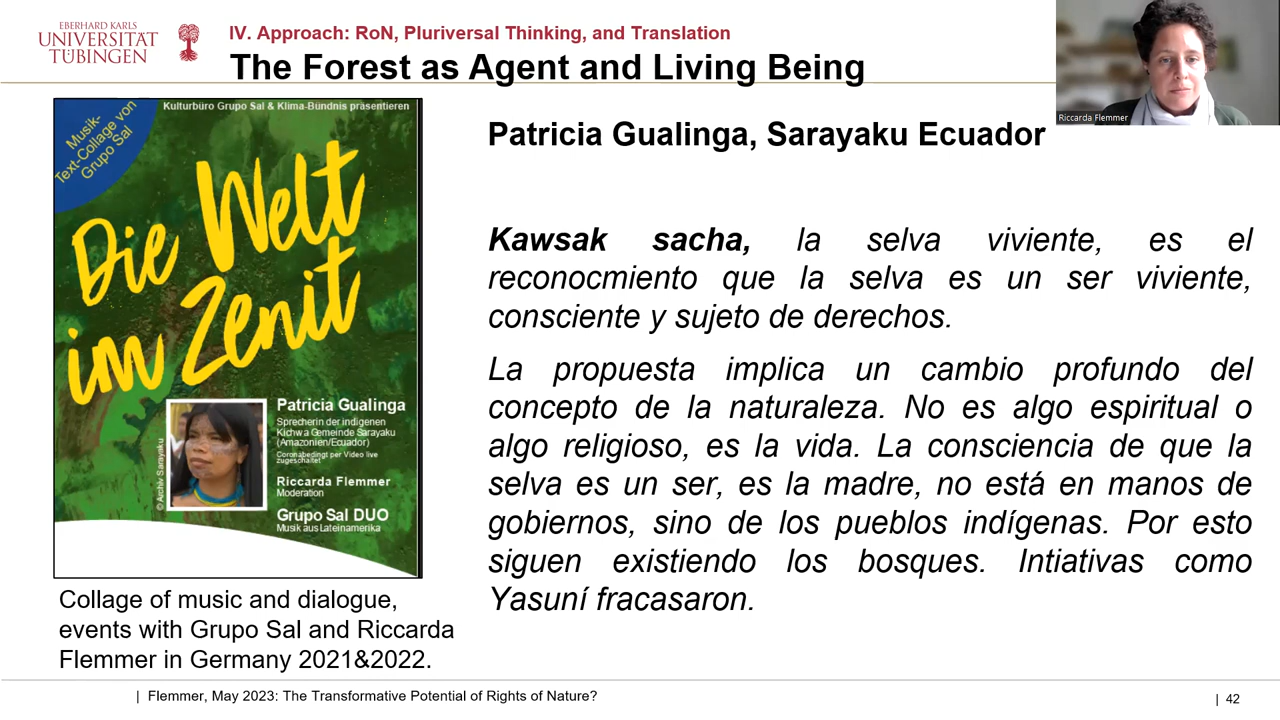 EBERHARD KARLS
UNIVERSITÄT
TÜBINGEN
IV. Approach: RoN, Pluriversal Thinking, and Translation
The Forest as Agent and Living Being
Riccarda Flemmer
Kulturbüro Grupo Sal & Klima-Bündnis präsentieren
Musik-
Text-Collage von
Grupo Sal
Die Welt
im Zenit
© Archiv Sarayaku
Patricia Gualinga
Sprecherin der indigenen
Kichwa Gemeinde Sarayaku
(Amazonien/Ecuador)
Coronabedingt per Video live
zugeschaltet
Riccarda Flemmer
Moderation
Grupo Sal DUO
Musik aus Lateinamerika
Collage of music and dialogue,
events with Grupo Sal and Riccarda
Flemmer in Germany 2021&2022.
Patricia Gualinga, Sarayaku Ecuador
Kawsak sacha, la selva viviente, es el
reconocmiento que la selva es un ser viviente,
consciente y sujeto de derechos.
La propuesta implica un cambio profundo del
concepto de la naturaleza. No es algo espiritual o
algo religioso, es la vida. La consciencia de que la
selva es un ser, es la madre, no está en manos de
gobiernos, sino de los pueblos indígenas. Por esto
siguen existiendo los bosques. Intiativas como
Yasuní fracasaron.
| Flemmer, May 2023: The Transformative Potential of Rights of Nature?
| 42